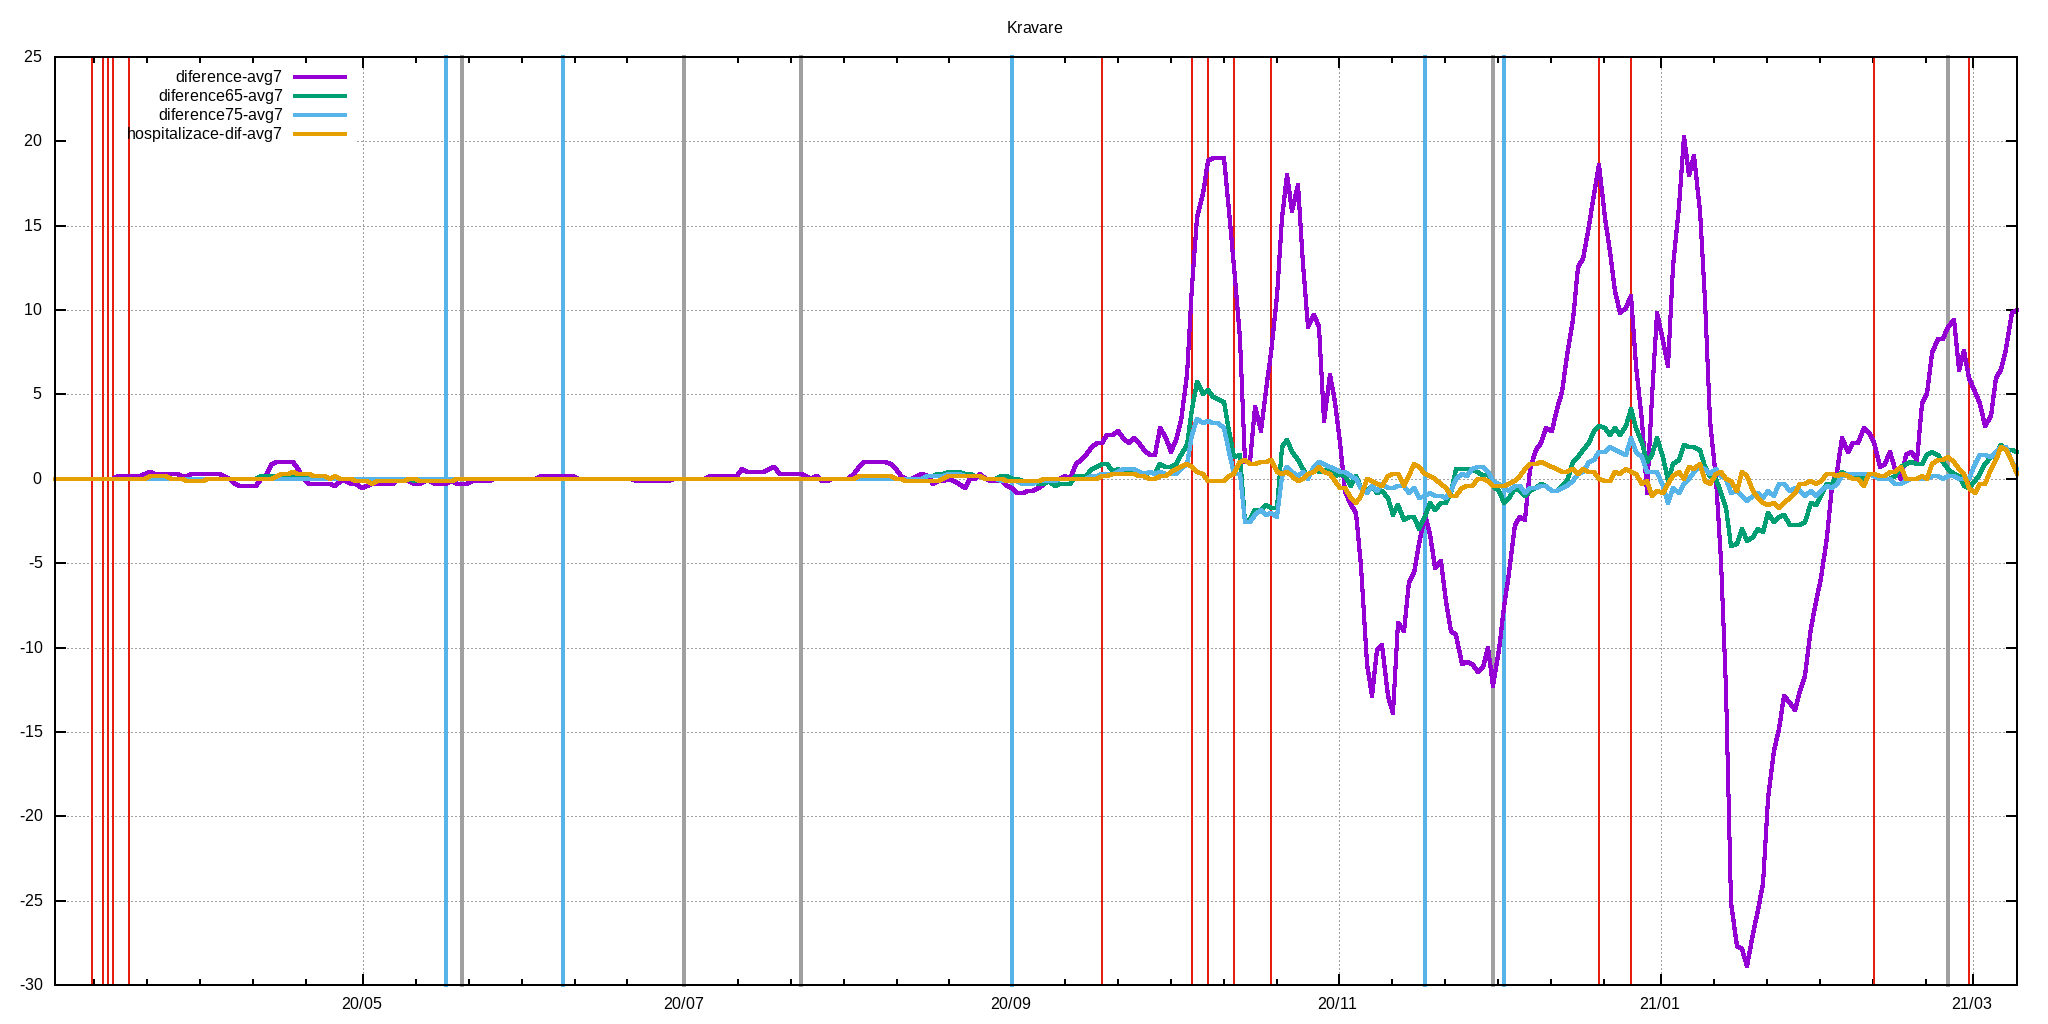 Kravare
25
diference-avg7
diference65-avg7
diference75-avg7
hospitalizace-dif-avg7
20
15
10
5
0
-5
-10
-15
-20
-25
-30
20/05 20/07 20/09 20/11 21/01 21/03